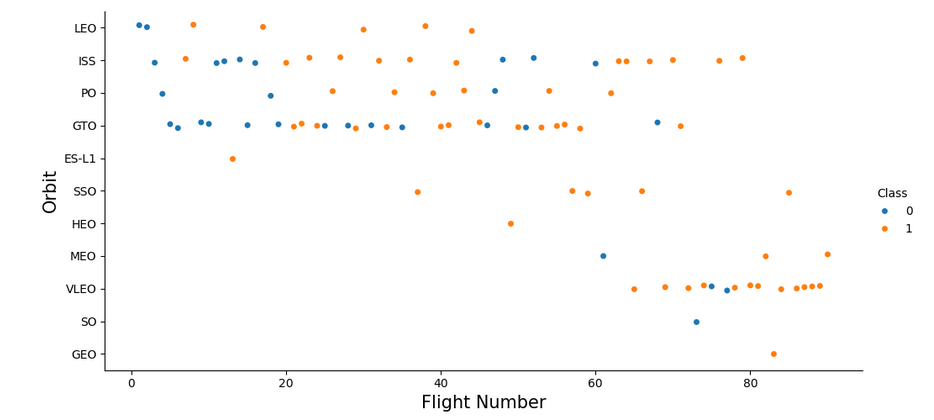 LEO
ISS
PO
GTO
ES-L1
SSO
HEO
MEO
VLEO
SO
GEO
Orbit
0
20
40
60
80
Flight Number
Class
0
1